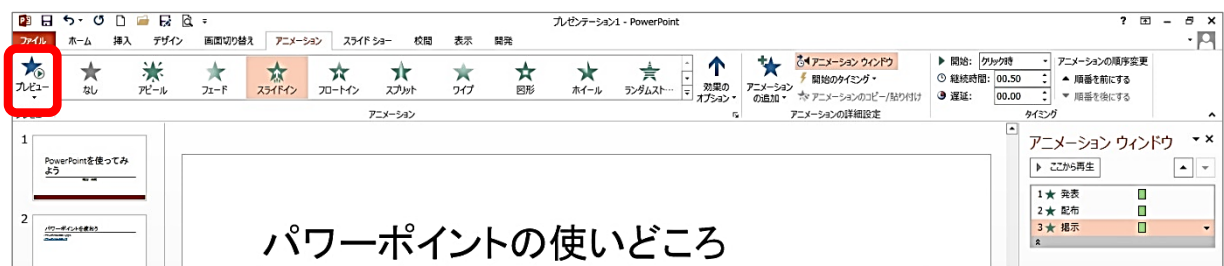 プレゼンテーション1 - PowerPoint
ファイル ホーム 挿入 デザイン 画面切り替え アニメーション スライド ショー 校閲 表示 開発
プレビュー
なし アピール フェード スライドイン フロートイン スプリット ワイプ 図形 ホイール ランダムスト…
効果の
オプション
アニメーション
の追加
アニメーション ウィンドウ
開始のタイミング
アニメーションのコピー/貼り付け
開始: クリック時
継続時間: 00.50
遅延: 00.00
アニメーションの順序変更
順番を前にする
順番を後にする
アニメーション アニメーションの詳細設定 タイミング
1
PowerPointを使ってみ
よう
2
パワーポイントの使いどころ
アニメーション ウィンドウ
ここから再生
1 発表
2 配布
3 掲示